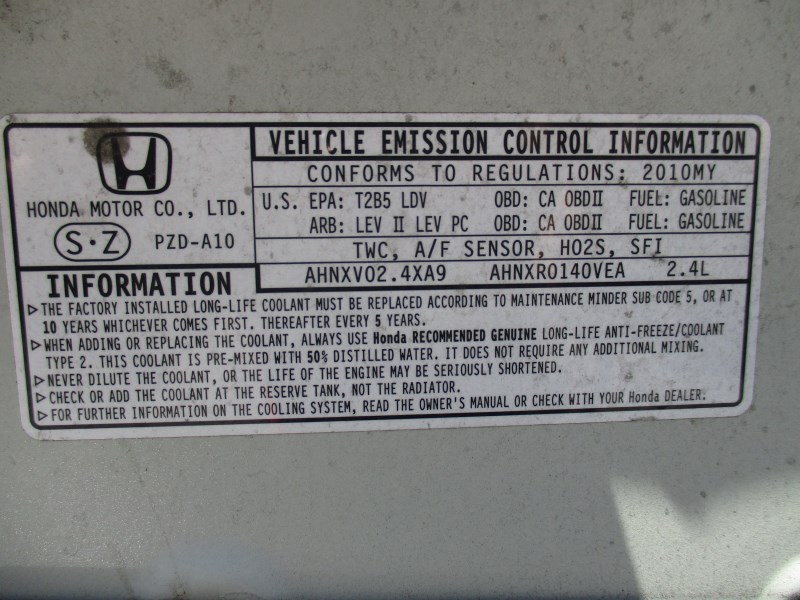 VEHICLE EMISSION CONTROL INFORMATION
CONFORMS TO REGULATIONS: 2010MY
HONDA MOTOR CO., LTD.
U.S. EPA: T2B5 LDV OBD: CA OBDII FUEL: GASOLINE
ARB: LEV II LEV PC OBD: CA OBDII FUEL: GASOLINE
S·Z PZD-A10
TWC, A/F SENSOR, HO2S, SFI
AHNXV02.4XA9 AHNXR0140VEA 2.4L
INFORMATION
▷THE FACTORY INSTALLED LONG-LIFE COOLANT MUST BE REPLACED ACCORDING TO MAINTENANCE MINDER SUB CODE 5, OR AT
10 YEARS WHICHEVER COMES FIRST. THEREAFTER EVERY 5 YEARS.
▷WHEN ADDING OR REPLACING THE COOLANT, ALWAYS USE Honda RECOMMENDED GENUINE LONG-LIFE ANTI-FREEZE/COOLANT
TYPE 2. THIS COOLANT IS PRE-MIXED WITH 50% DISTILLED WATER. IT DOES NOT REQUIRE ANY ADDITIONAL MIXING.
▷NEVER DILUTE THE COOLANT, OR THE LIFE OF THE ENGINE MAY BE SERIOUSLY SHORTENED.
▷CHECK OR ADD THE COOLANT AT THE RESERVE TANK, NOT THE RADIATOR.
▷FOR FURTHER INFORMATION ON THE COOLING SYSTEM, READ THE OWNER'S MANUAL OR CHECK WITH YOUR Honda DEALER.